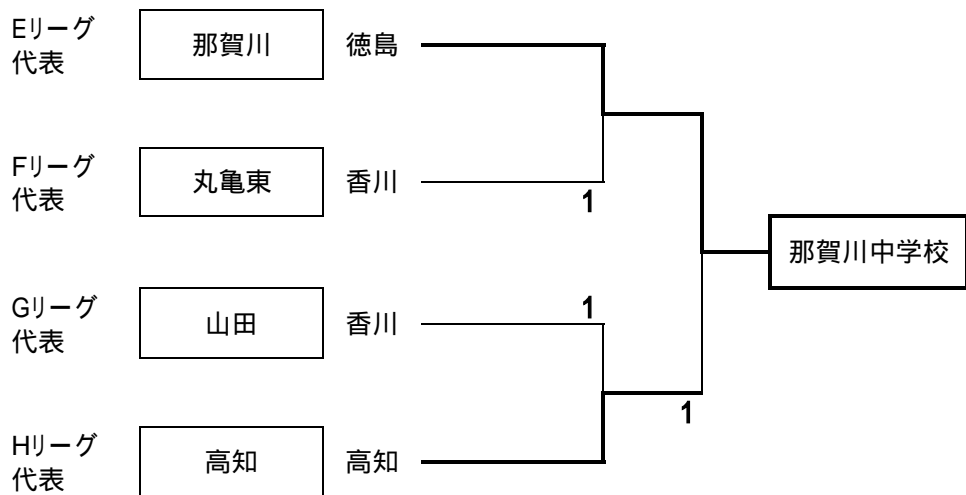 Eリーグ
代表
那賀川
徳島
Fリーグ
代表
丸亀東
香川
1
那賀川中学校
Gリーグ
代表
山田
香川
1
1
Hリーグ
代表
高知
高知